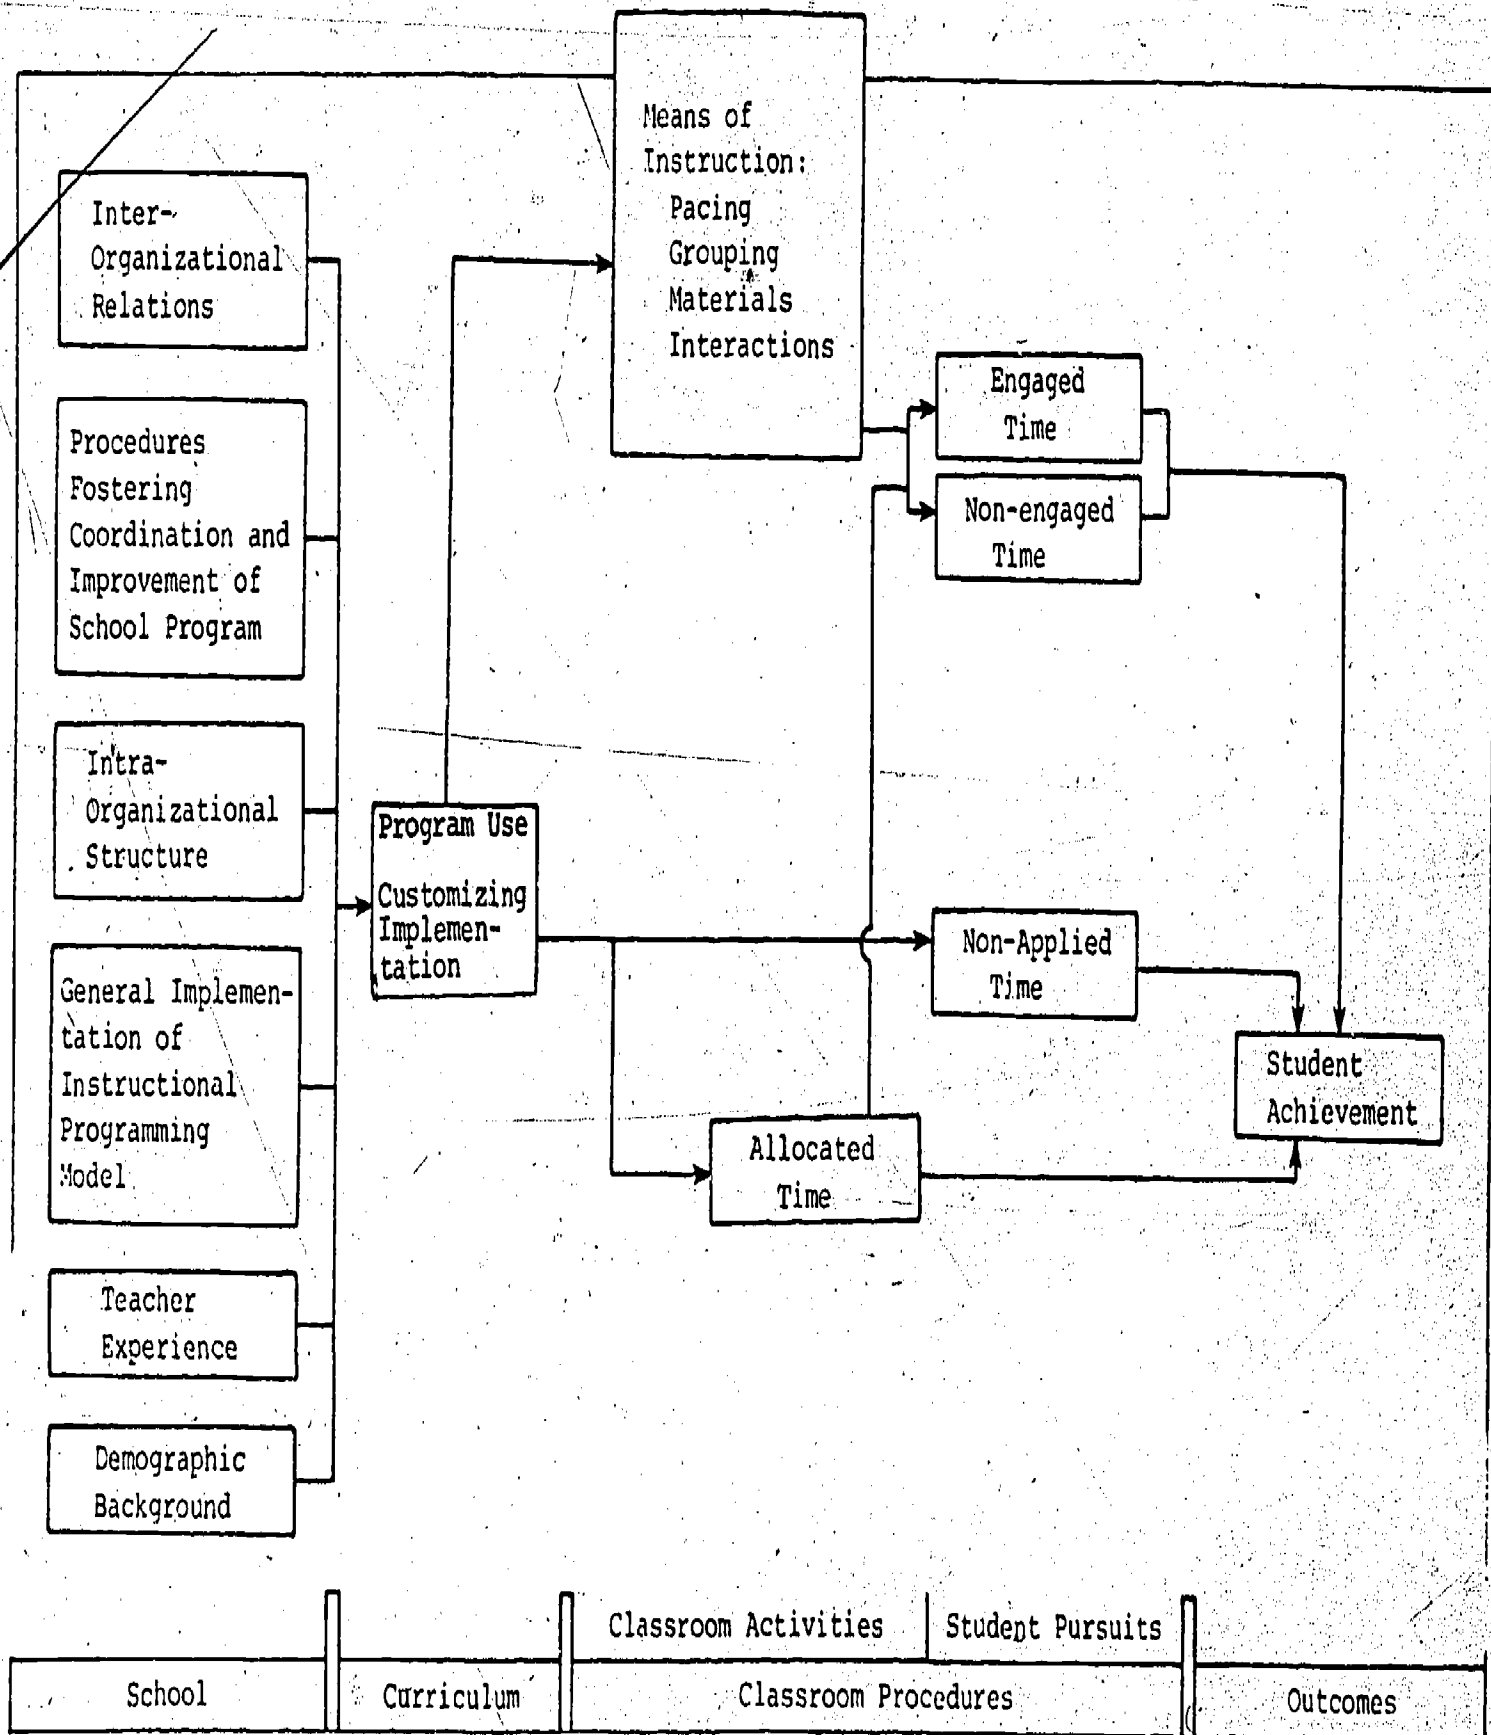 Means of
Instruction:
Pacing
Grouping
Materials
Interactions
Inter-
Organizational
Relations
Procedures
Fostering
Coordination and
Improvement of
School Program
Intra-
Organizational
Structure
General Implemen-
tation of
Instructional
Programming
Model
Teacher
Experience
Demographic
Background
Program Use
Customizing
Implemen-
tation
Engaged
Time
Non-engaged
Time
Non-Applied
Time
Allocated
Time
Student
Achievement
Classroom Activities
Student Pursuits
School
Curriculum
Classroom Procedures
Outcomes